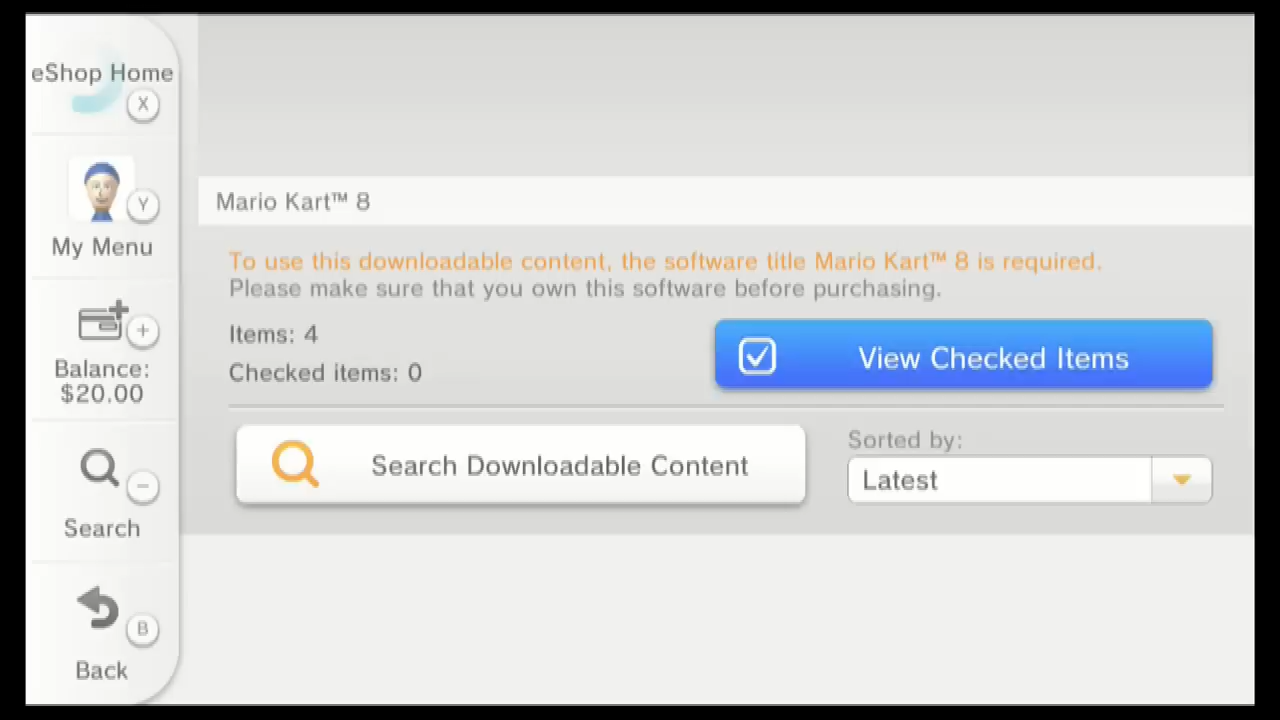 eShop Home
X
Y
My Menu
+
Balance:
$20.00
−
Search
B
Back
Mario Kart™ 8
To use this downloadable content, the software title Mario Kart™ 8 is required.
Please make sure that you own this software before purchasing.
Items: 4
Checked items: 0
View Checked Items
Search Downloadable Content
Sorted by:
Latest